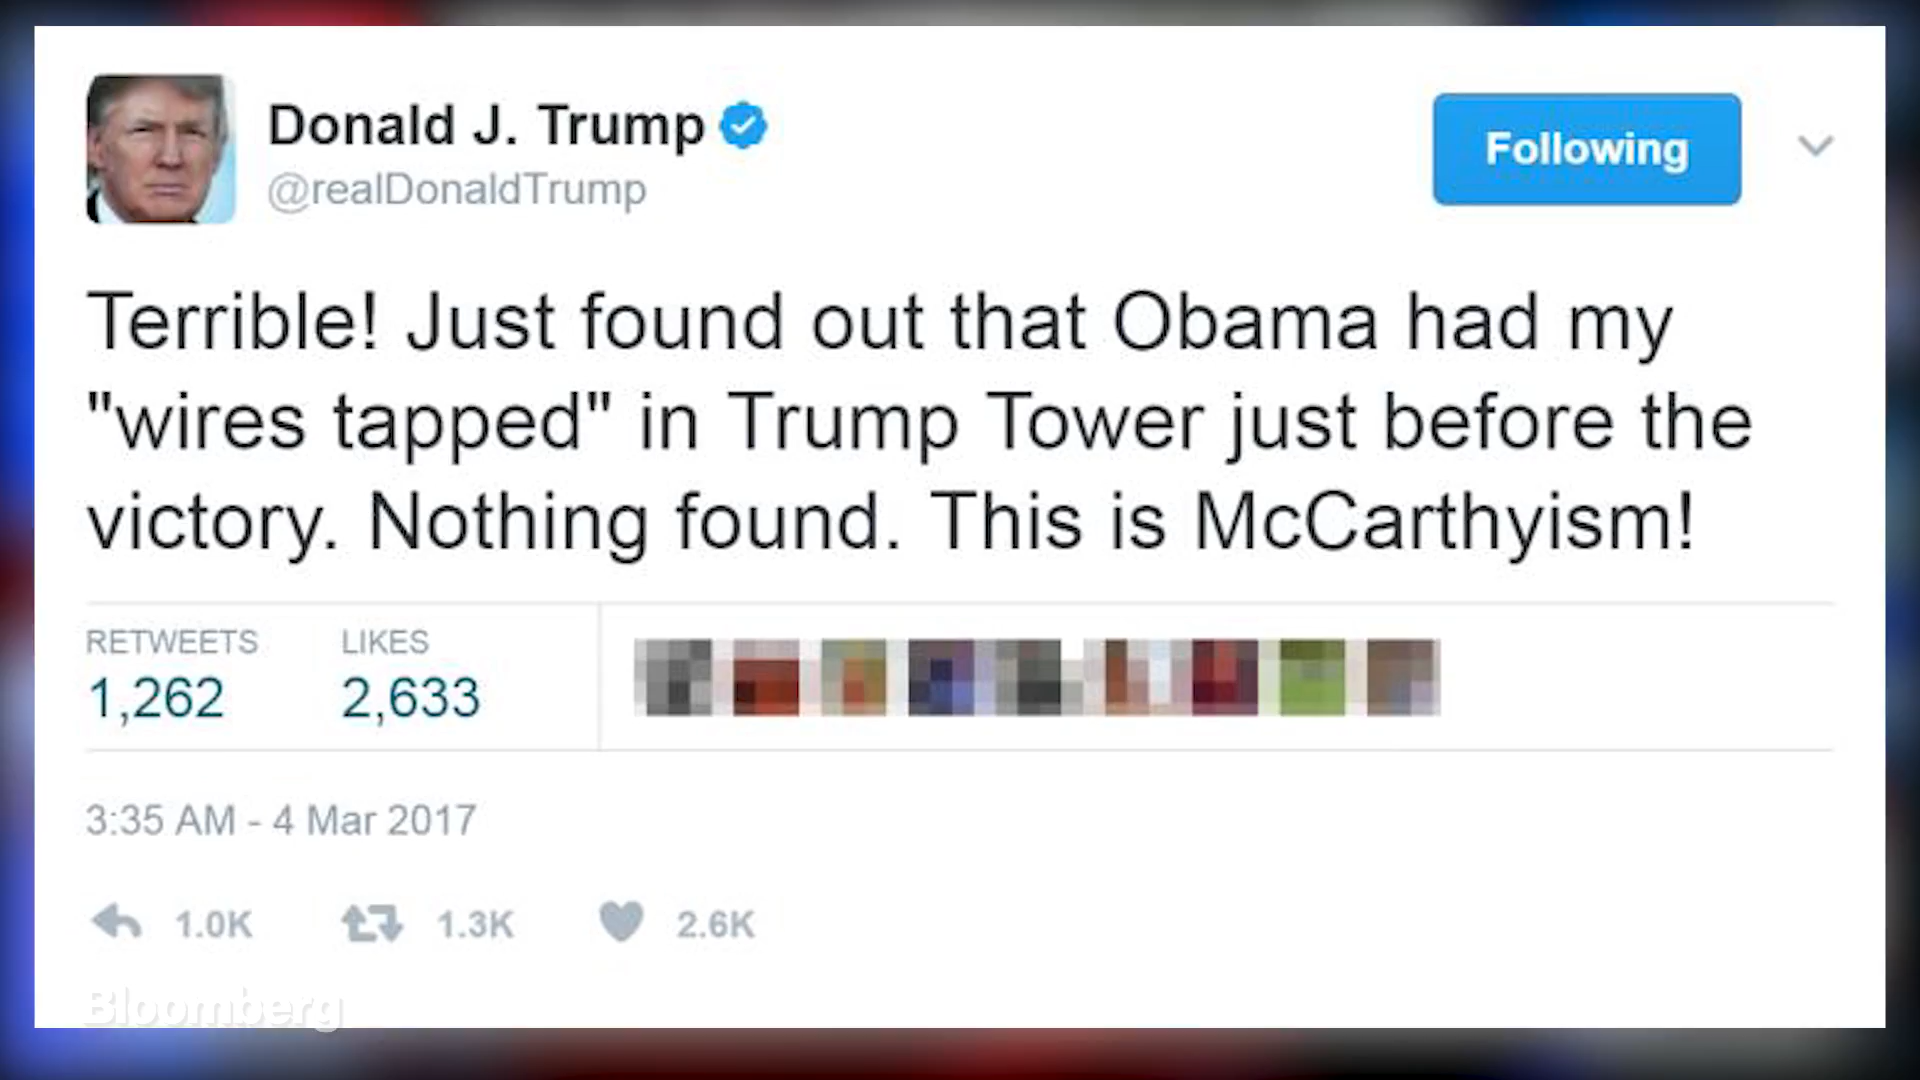 Donald J. Trump
@realDonaldTrump
Following
Terrible! Just found out that Obama had my
"wires tapped" in Trump Tower just before the
victory. Nothing found. This is McCarthyism!
RETWEETS LIKES
1,262 2,633
3:35 AM - 4 Mar 2017
1.0K 1.3K 2.6K
Bloomberg